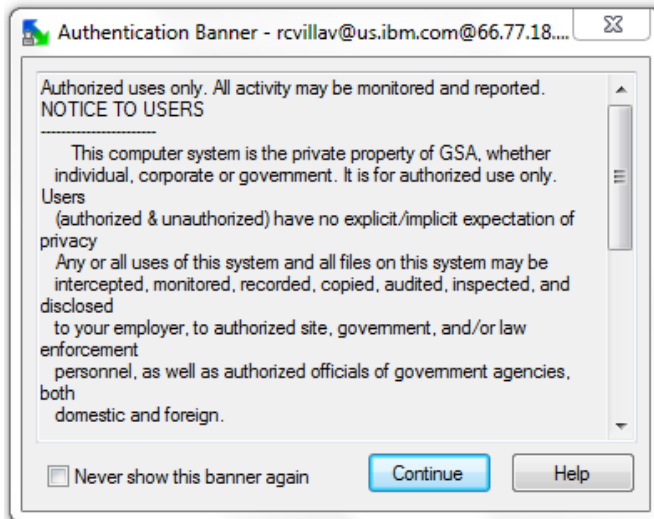 Authentication Banner - rcvillav@us.ibm.com@66.77.18....
Authorized uses only. All activity may be monitored and reported.
NOTICE TO USERS
-----------------------
This computer system is the private property of GSA, whether
individual, corporate or government. It is for authorized use only.
Users
(authorized & unauthorized) have no explicit/implicit expectation of
privacy
Any or all uses of this system and all files on this system may be
intercepted, monitored, recorded, copied, audited, inspected, and
disclosed
to your employer, to authorized site, government, and/or law
enforcement
personnel, as well as authorized officials of government agencies,
both
domestic and foreign.
Never show this banner again
Continue
Help